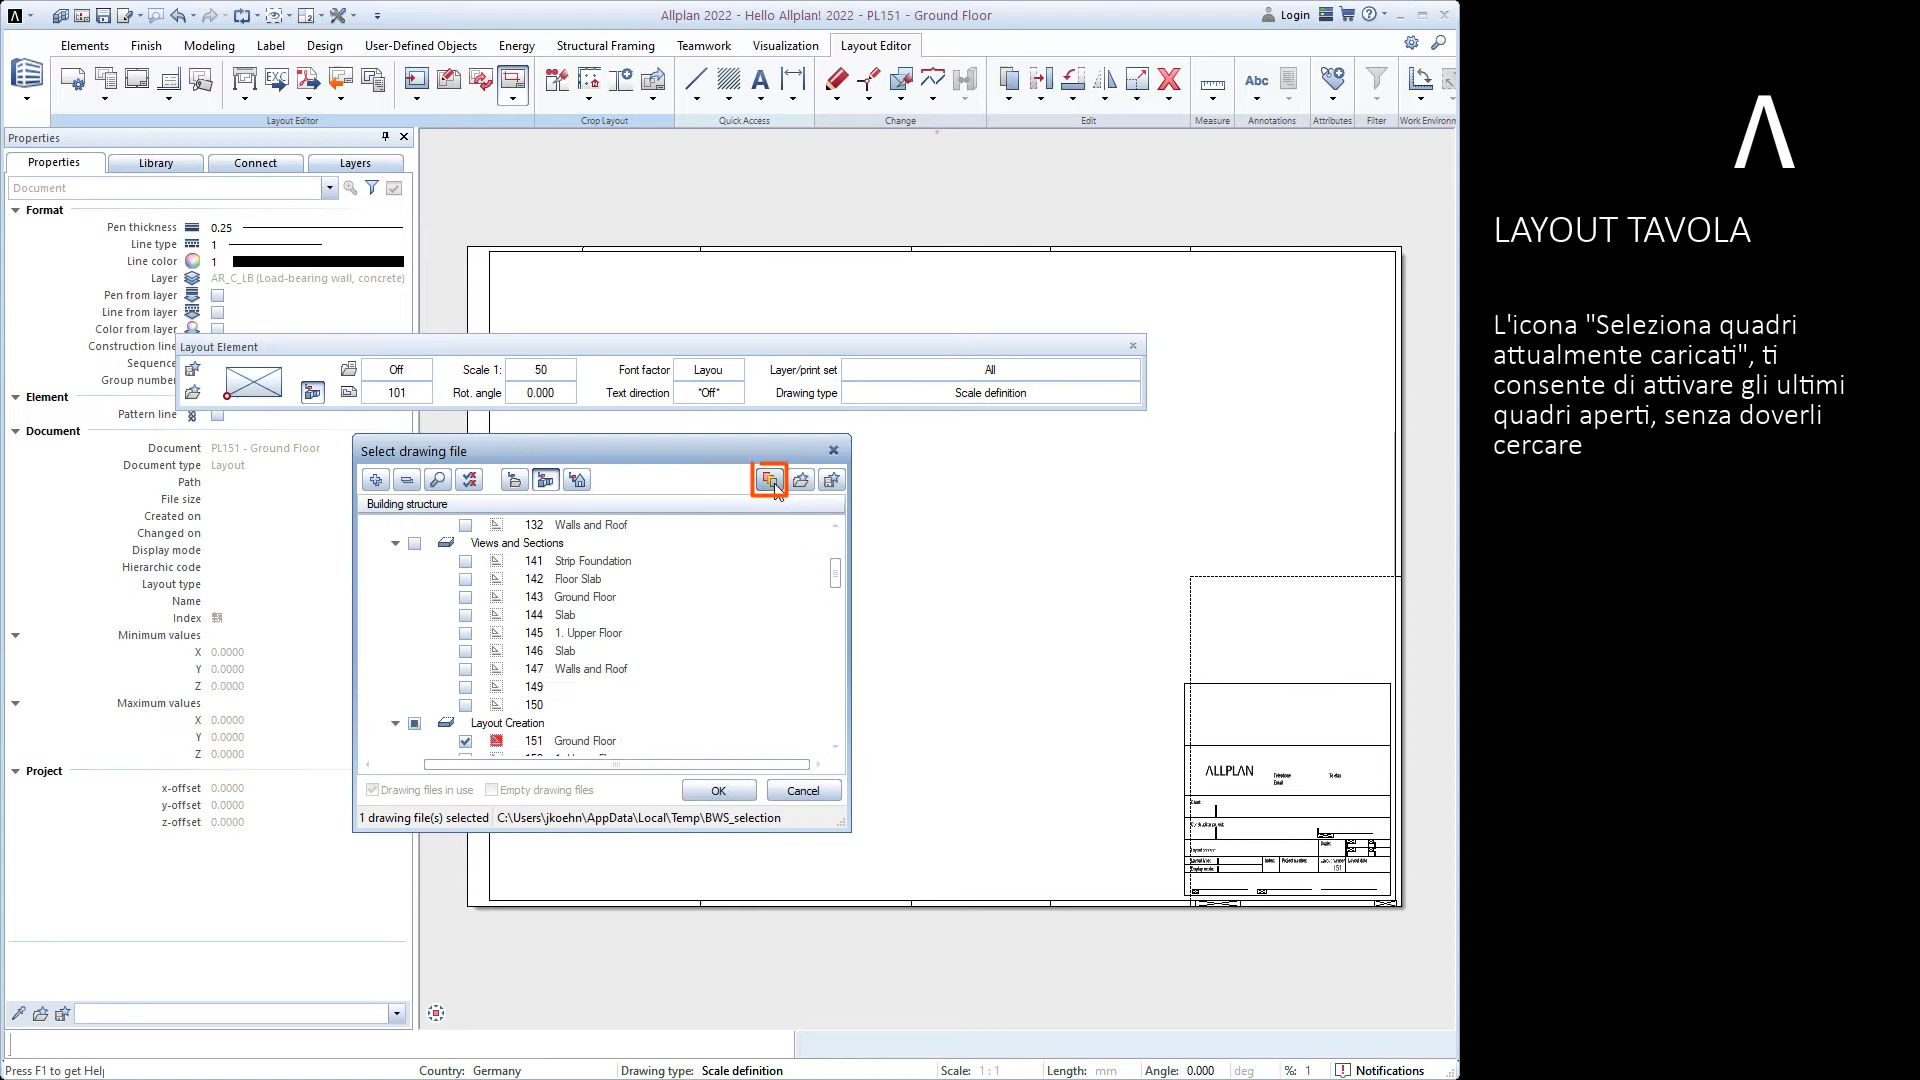 Allplan 2022 - Hello Allplan! 2022 - PL151 - Ground Floor
Login
Elements Finish Modeling Label Design User-Defined Objects Energy Structural Framing Teamwork Visualization Layout Editor
EXC
Abc
Layout Editor Crop Layout Quick Access Change Edit Measure Annotations Attributes Filter Work Environm
Properties
Properties Library Connect Layers
Document
Format
Pen thickness 0.25
Line type 1
Line color 1
Layer AR_C_LB (Load-bearing wall, concrete)
Pen from layer
Line from layer
Color from layer
Construction line
Sequence
Group number
Element
Pattern line
Document
Document PL151 - Ground Floor
Document type Layout
Path
File size
Created on
Changed on
Display mode
Hierarchic code
Layout type
Name
Index
Minimum values
X 0.0000
Y 0.0000
Z 0.0000
Maximum values
X 0.0000
Y 0.0000
Z 0.0000
Project
x-offset 0.0000
y-offset 0.0000
z-offset 0.0000
Layout Element
Off Scale 1: 50 Font factor Layou Layer/print set All
101 Rot. angle 0.000 Text direction "Off" Drawing type Scale definition
Select drawing file
Building structure
132 Walls and Roof
Views and Sections
141 Strip Foundation
142 Floor Slab
143 Ground Floor
144 Slab
145 1. Upper Floor
146 Slab
147 Walls and Roof
149
150
Layout Creation
151 Ground Floor
Drawing files in use Empty drawing files OK Cancel
1 drawing file(s) selected C:\Users\jkoehn\AppData\Local\Temp\BWS_selection
ALLPLAN
Telephone
Email
151
Press F1 to get Help
Country: Germany Drawing type: Scale definition Scale: 1 : 1 Length: mm Angle: 0.000 deg %: 1 Notifications
LAYOUT TAVOLA
L'icona "Seleziona quadri
attualmente caricati", ti
consente di attivare gli ultimi
quadri aperti, senza doverli
cercare